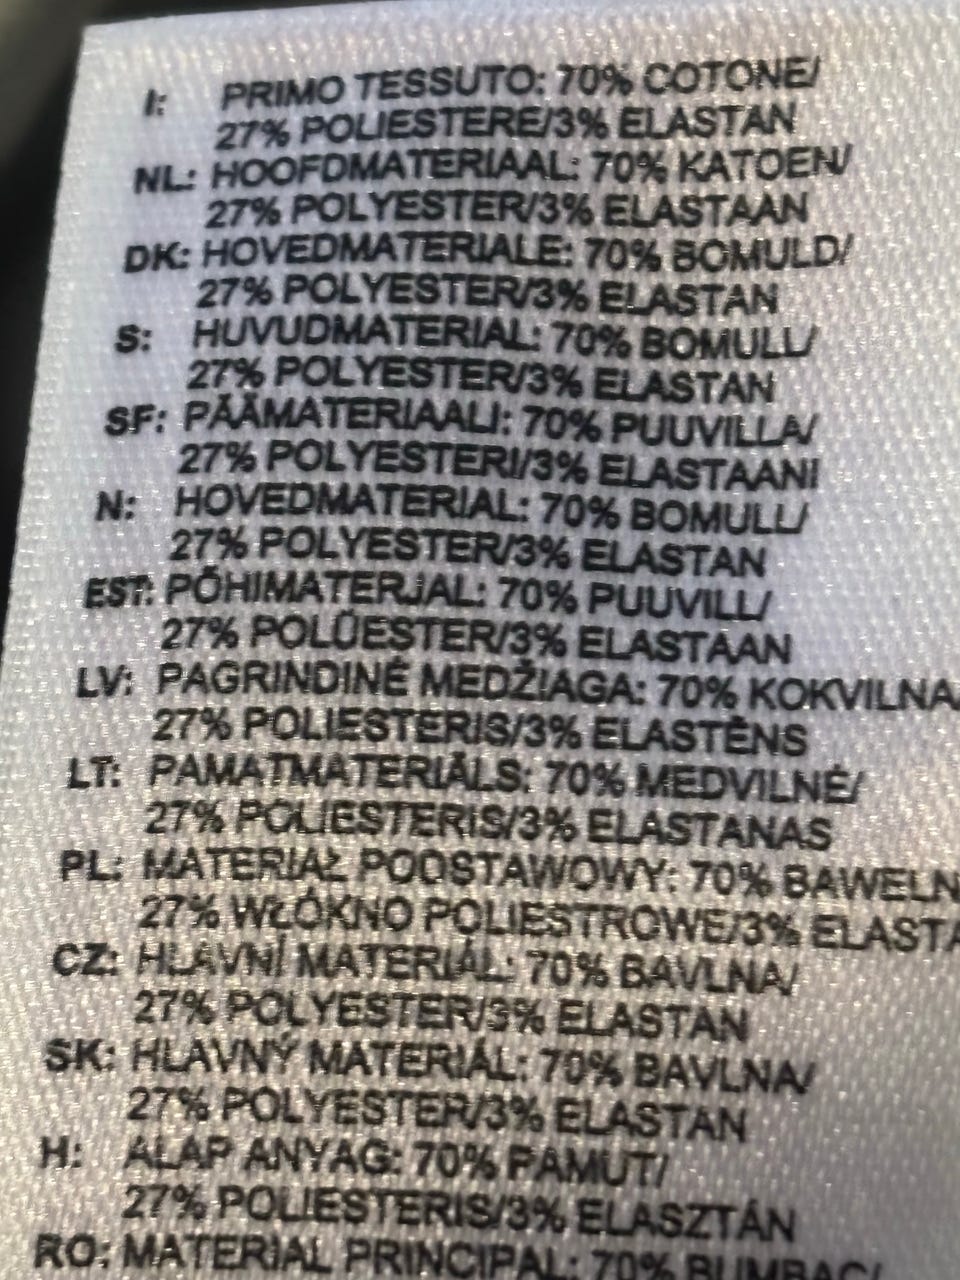 I: PRIMO TESSUTO: 70% COTONE/
27% POLIESTERE/3% ELASTAN
NL: HOOFDMATERIAAL: 70% KATOEN/
27% POLYESTER/3% ELASTAAN
DK: HOVEDMATERIALE: 70% BOMULD/
27% POLYESTER/3% ELASTAN
S: HUVUDMATERIAL: 70% BOMULL/
27% POLYESTER/3% ELASTAN
SF: PÄÄMATERIAALI: 70% PUUVILLA/
27% POLYESTERI/3% ELASTAANI
N: HOVEDMATERIAL: 70% BOMULL/
27% POLYESTER/3% ELASTAN
EST: PÕHIMATERJAL: 70% PUUVILL/
27% POLÜESTER/3% ELASTAAN
LV: PAGRINDINĖ MEDŽIAGA: 70% KOKVILNA
27% POLIESTERIS/3% ELASTĒNS
LT: PAMATMATERIĀLS: 70% MEDVILNĖ/
27% POLIESTERIS/3% ELASTANAS
PL: MATERIAŁ PODSTAWOWY: 70% BAWEŁN
27% WŁÓKNO POLIESTROWE/3% ELASTA
CZ: HLAVNÍ MATERIÁL: 70% BAVLNA/
27% POLYESTER/3% ELASTAN
SK: HLAVNÝ MATERIÁL: 70% BAVLNA/
27% POLYESTER/3% ELASTAN
H: ALAP ANYAG: 70% PAMUT/
27% POLIESTERIS/3% ELASZTÁN
RO: MATERIAL PRINCIPAL: 70% BUMBAC/